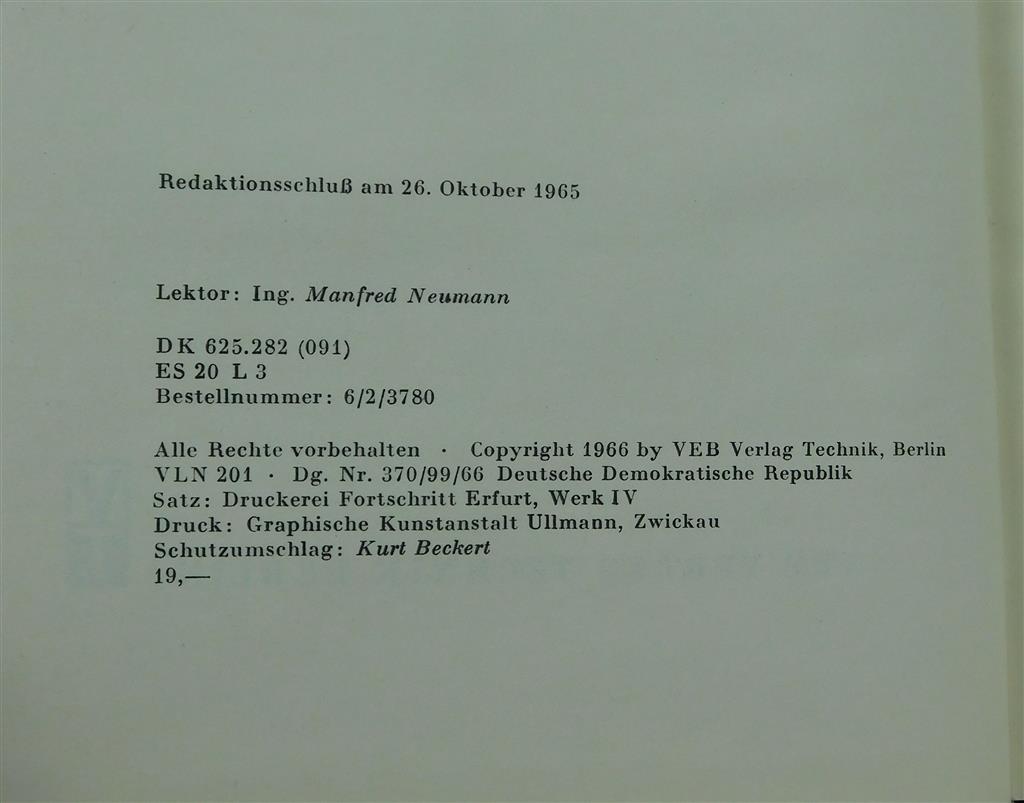 Redaktionsschluß am 26. Oktober 1965
Lektor: Ing. Manfred Neumann
DK 625.282 (091)
ES 20 L 3
Bestellnummer: 6/2/3780
Alle Rechte vorbehalten · Copyright 1966 by VEB Verlag Technik, Berlin
VLN 201 · Dg. Nr. 370/99/66 Deutsche Demokratische Republik
Satz: Druckerei Fortschritt Erfurt, Werk IV
Druck: Graphische Kunstanstalt Ullmann, Zwickau
Schutzumschlag: Kurt Beckert
19,—